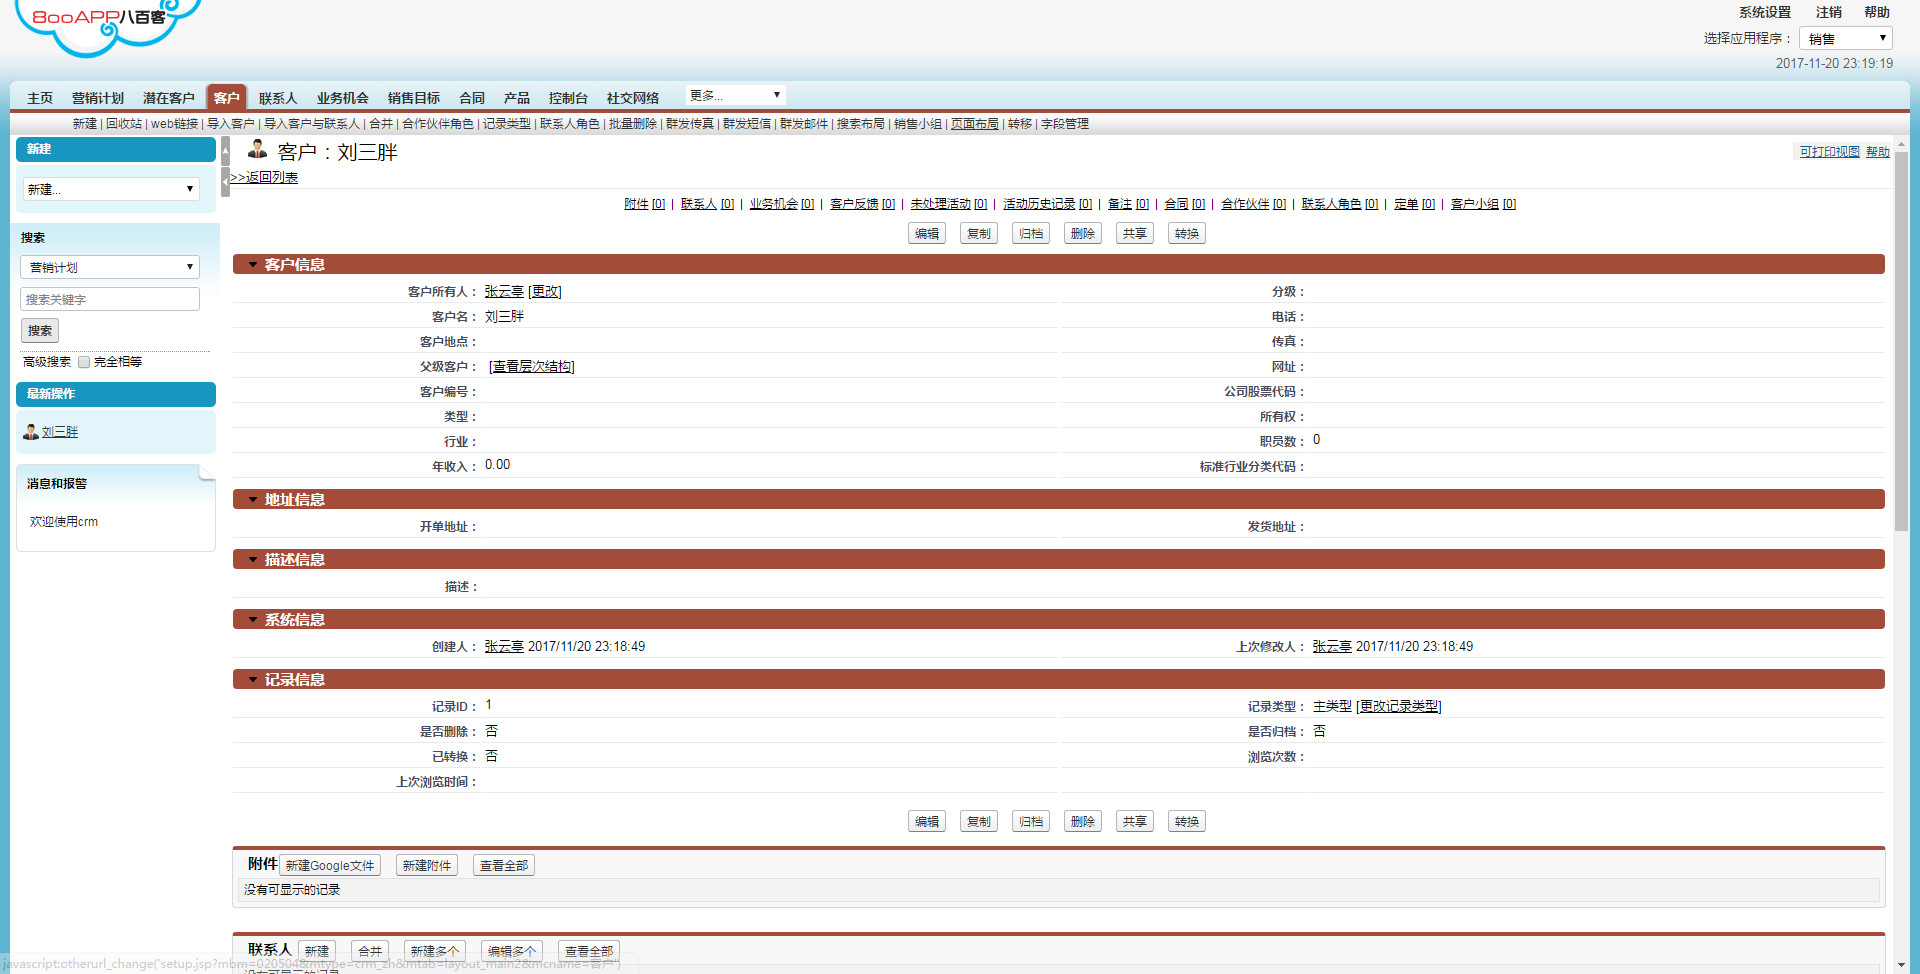 8ooAPP八百客
系统设置 注销 帮助
选择应用程序： 销售
2017-11-20 23:19:19
主页 营销计划 潜在客户 客户 联系人 业务机会 销售目标 合同 产品 控制台 社交网络 更多...
新建 | 回收站 | web链接 | 导入客户 | 导入客户与联系人 | 合并 | 合作伙伴角色 | 记录类型 | 联系人角色 | 批量删除 | 群发传真 | 群发短信 | 群发邮件 | 搜索布局 | 销售小组 | 页面布局 | 转移 | 字段管理
新建
新建...
搜索
营销计划
搜索关键字
搜索
高级搜索 完全相等
最新操作
刘三胖
消息和报警
欢迎使用crm
客户：刘三胖
可打印视图 帮助
>>返回列表
附件 [0] | 联系人 [0] | 业务机会 [0] | 客户反馈 [0] | 未处理活动 [0] | 活动历史记录 [0] | 备注 [0] | 合同 [0] | 合作伙伴 [0] | 联系人角色 [0] | 定单 [0] | 客户小组 [0]
编辑 复制 归档 删除 共享 转换
客户信息
客户所有人： 张云亭 [更改] 分级：
客户名： 刘三胖 电话：
客户地点： 传真：
父级客户： [查看层次结构] 网址：
客户编号： 公司股票代码：
类型： 所有权：
行业： 职员数： 0
年收入： 0.00 标准行业分类代码：
地址信息
开单地址： 发货地址：
描述信息
描述：
系统信息
创建人： 张云亭 2017/11/20 23:18:49 上次修改人： 张云亭 2017/11/20 23:18:49
记录信息
记录ID： 1 记录类型： 主类型 [更改记录类型]
是否删除： 否 是否归档： 否
已转换： 否 浏览次数：
上次浏览时间：
编辑 复制 归档 删除 共享 转换
附件 新建Google文件 新建附件 查看全部
没有可显示的记录
联系人 新建 合并 新建多个 编辑多个 查看全部
javascript:otherurl_change('setup.jsp?mbm=020504&mtype=crm_zh&mtab=layout_main2&mcname=客户')